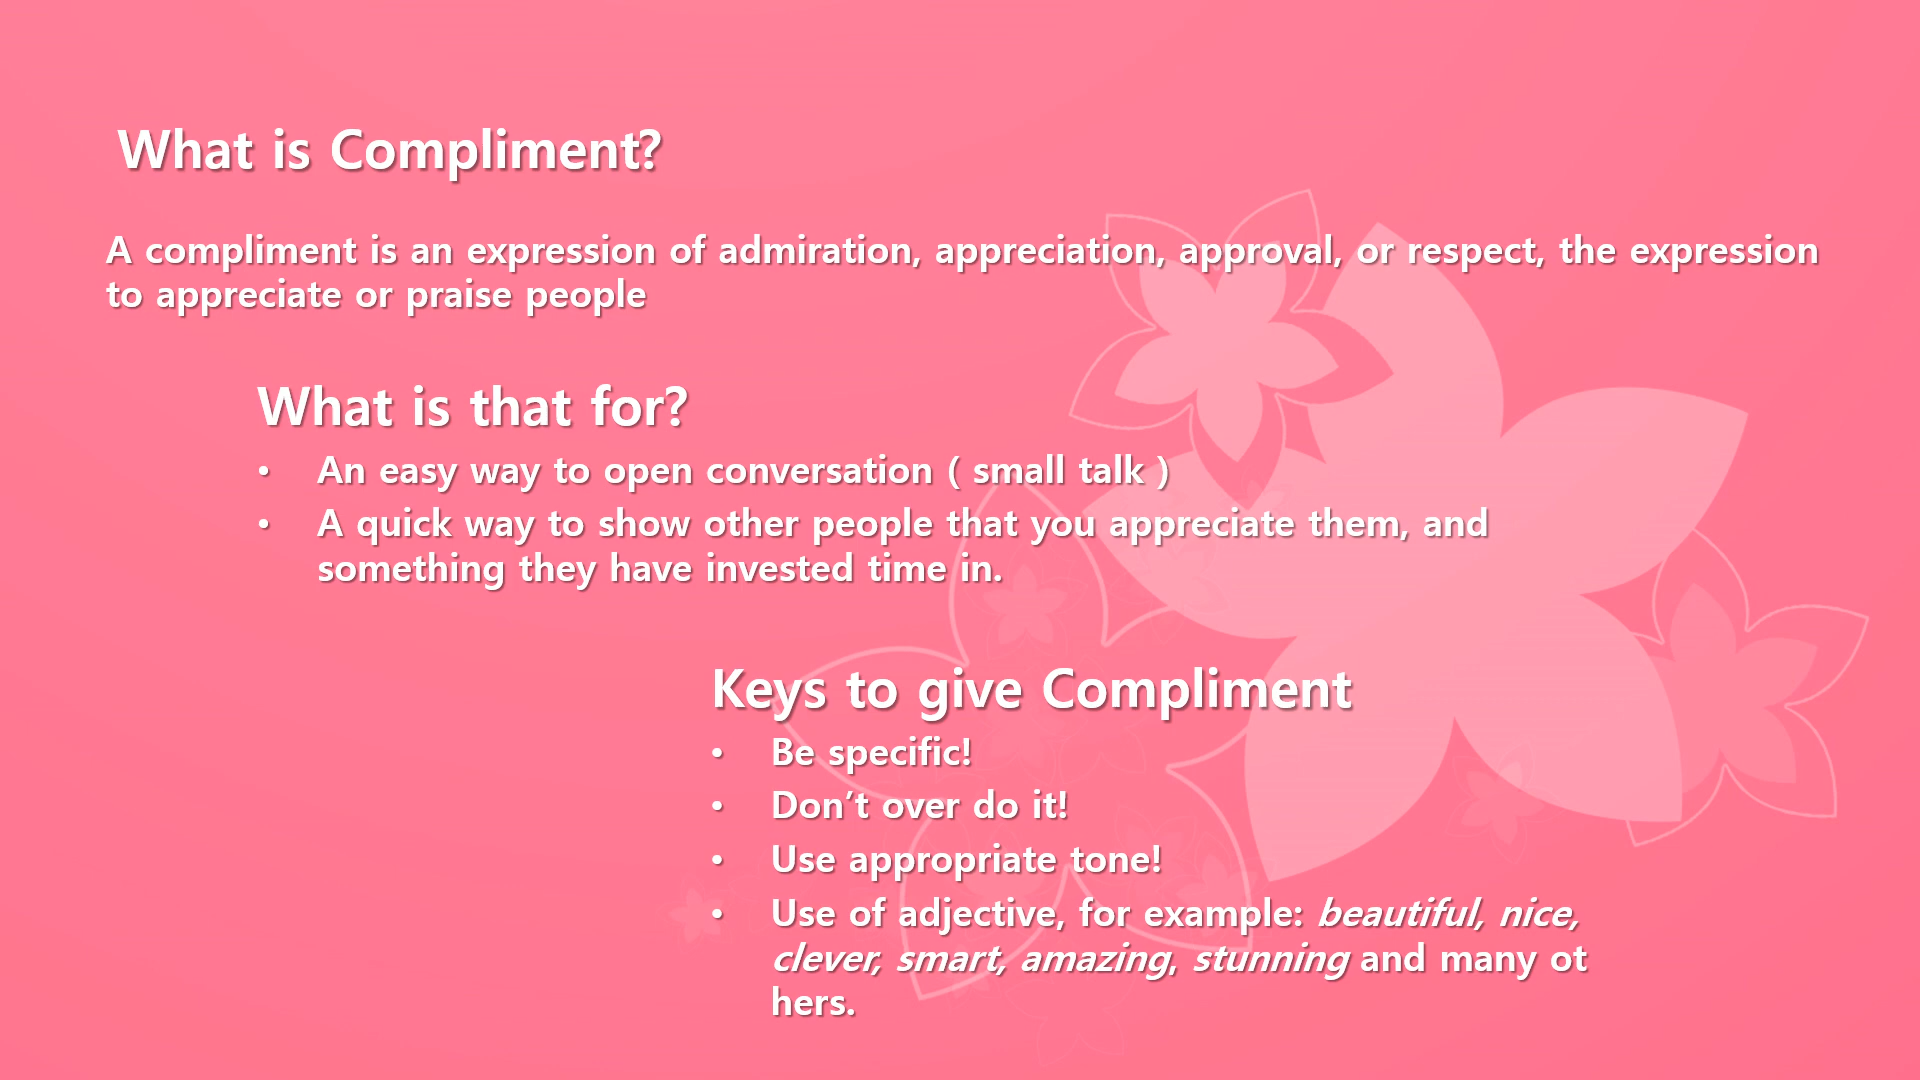 What is Compliment?
A compliment is an expression of admiration, appreciation, approval, or respect, the expression
to appreciate or praise people
What is that for?
• An easy way to open conversation ( small talk )
• A quick way to show other people that you appreciate them, and
something they have invested time in.
Keys to give Compliment
• Be specific!
• Don’t over do it!
• Use appropriate tone!
• Use of adjective, for example: beautiful, nice,
clever, smart, amazing, stunning and many ot
hers.